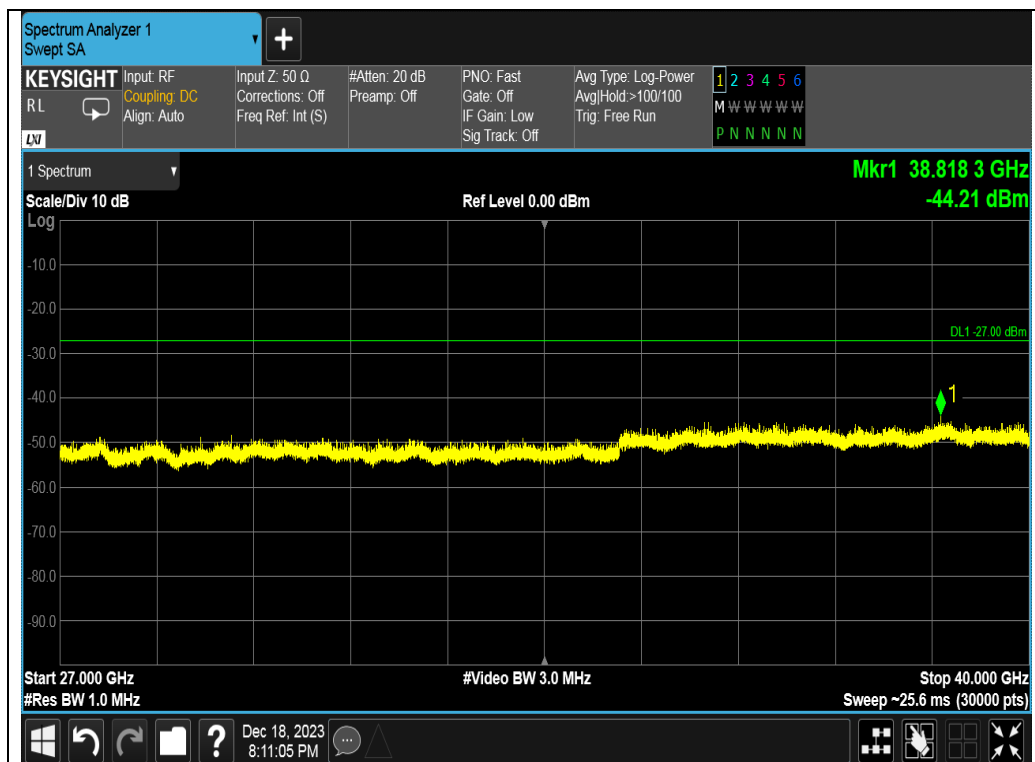 Spectrum Analyzer 1
Swept SA
KEYSIGHT
RL
LXI
Input: RF
Coupling: DC
Align: Auto
Input Z: 50 Ω
Corrections: Off
Freq Ref: Int (S)
#Atten: 20 dB
Preamp: Off
PNO: Fast
Gate: Off
IF Gain: Low
Sig Track: Off
Avg Type: Log-Power
Avg|Hold:>100/100
Trig: Free Run
1 2 3 4 5 6
M W W W W W
P N N N N N
1 Spectrum
Mkr1 38.818 3 GHz
-44.21 dBm
Scale/Div 10 dB
Ref Level 0.00 dBm
Log
-10.0
-20.0
DL1 -27.00 dBm
-30.0
-40.0
1
-50.0
-60.0
-70.0
-80.0
-90.0
Start 27.000 GHz
#Video BW 3.0 MHz
Stop 40.000 GHz
#Res BW 1.0 MHz
Sweep ~25.6 ms (30000 pts)
?
Dec 18, 2023
8:11:05 PM